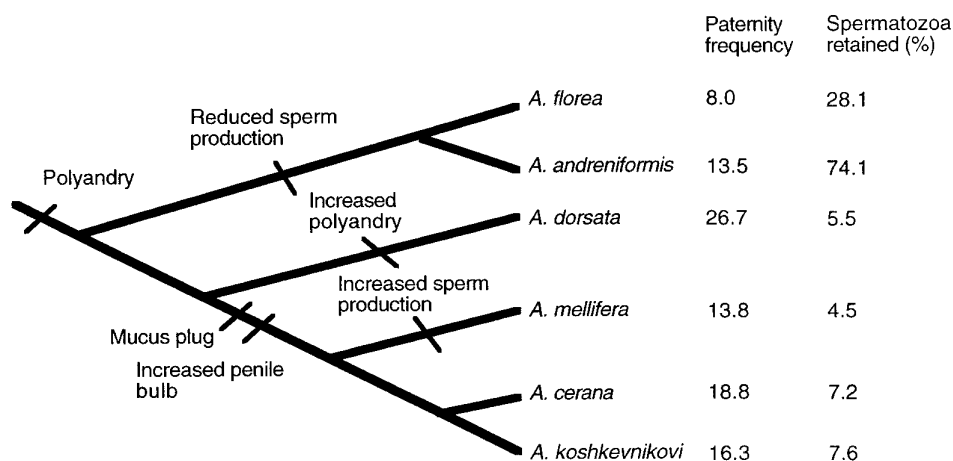 Paternity Spermatozoa
frequency retained (%)
A. florea 8.0 28.1
Reduced sperm
production
A. andreniformis 13.5 74.1
Polyandry
Increased
polyandry
A. dorsata 26.7 5.5
Increased sperm
production
A. mellifera 13.8 4.5
Mucus plug
Increased penile
bulb
A. cerana 18.8 7.2
A. koshkevnikovi 16.3 7.6